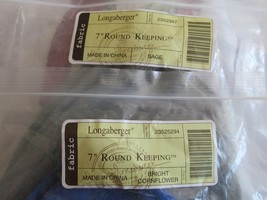 fabric
Longaberger®
7" ROUND KEEPING™
MADE IN CHINA
SAGE
fabric
Longaberger®
23525294
7" ROUND KEEPING™
MADE IN CHINA
BRIGHT
CORNFLOWER